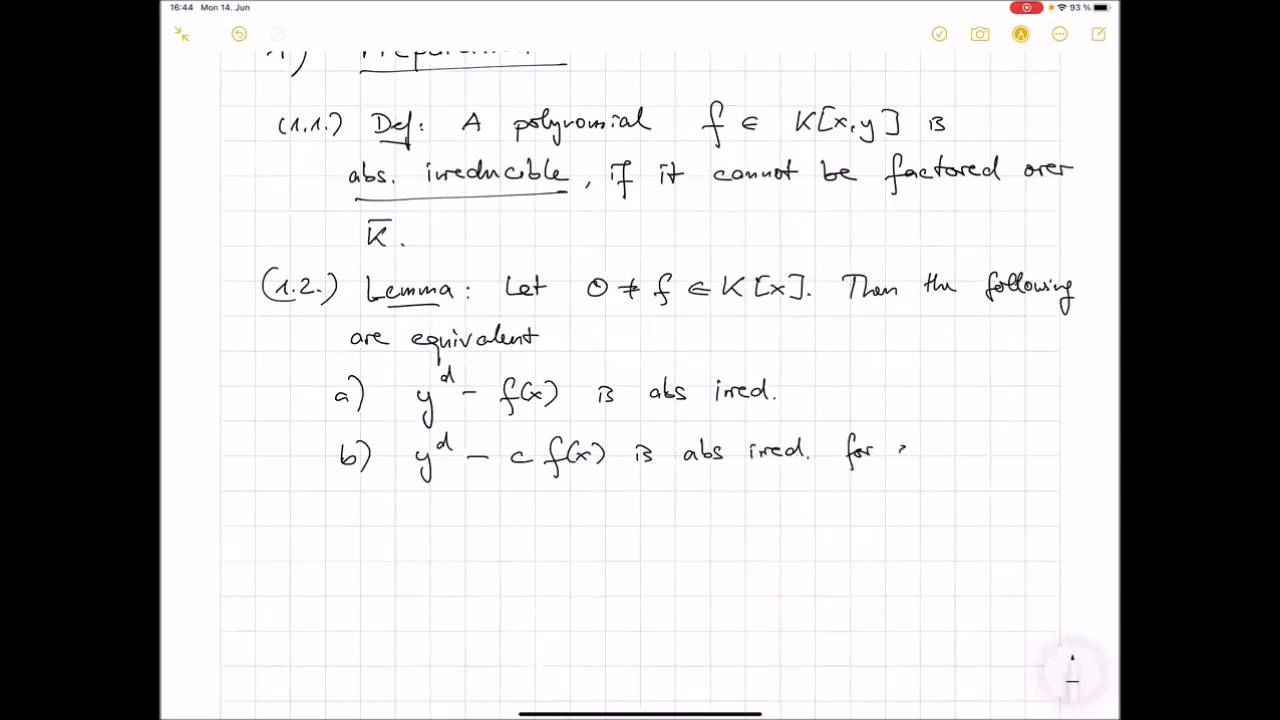 16:44 Mon 14. Jun 93 %
(1.1.) Def: A polynomial f ∈ K[x,y] is
abs. irreducible, if it cannot be factored over
K̅.
(1.2.) Lemma: Let 0 ≠ f ∈ K[x]. Then the following
are equivalent
a) y^d - f(x) is abs irred.
b) y^d - c f(x) is abs irred. for